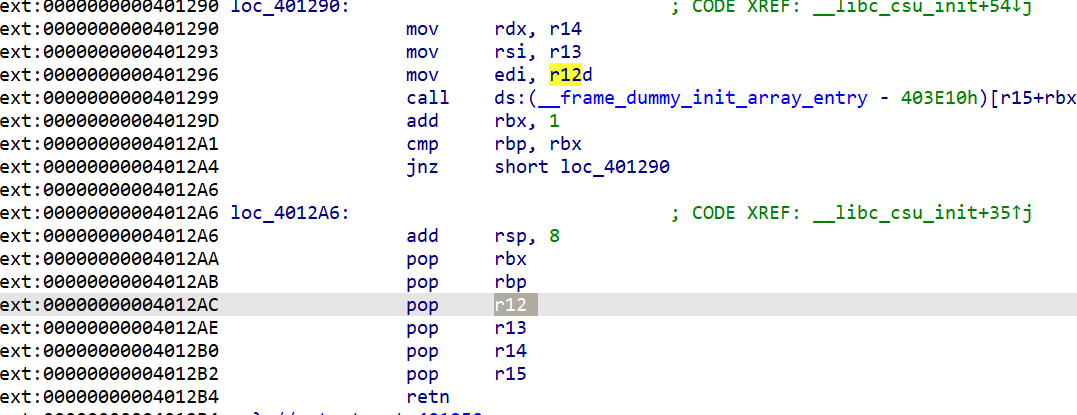 ext:0000000000401290 loc_401290: ; CODE XREF: __libc_csu_init+54↓j
ext:0000000000401290 mov rdx, r14
ext:0000000000401293 mov rsi, r13
ext:0000000000401296 mov edi, r12d
ext:0000000000401299 call ds:(__frame_dummy_init_array_entry - 403E10h)[r15+rbx
ext:000000000040129D add rbx, 1
ext:00000000004012A1 cmp rbp, rbx
ext:00000000004012A4 jnz short loc_401290
ext:00000000004012A6
ext:00000000004012A6 loc_4012A6: ; CODE XREF: __libc_csu_init+35↑j
ext:00000000004012A6 add rsp, 8
ext:00000000004012AA pop rbx
ext:00000000004012AB pop rbp
ext:00000000004012AC pop r12
ext:00000000004012AE pop r13
ext:00000000004012B0 pop r14
ext:00000000004012B2 pop r15
ext:00000000004012B4 retn